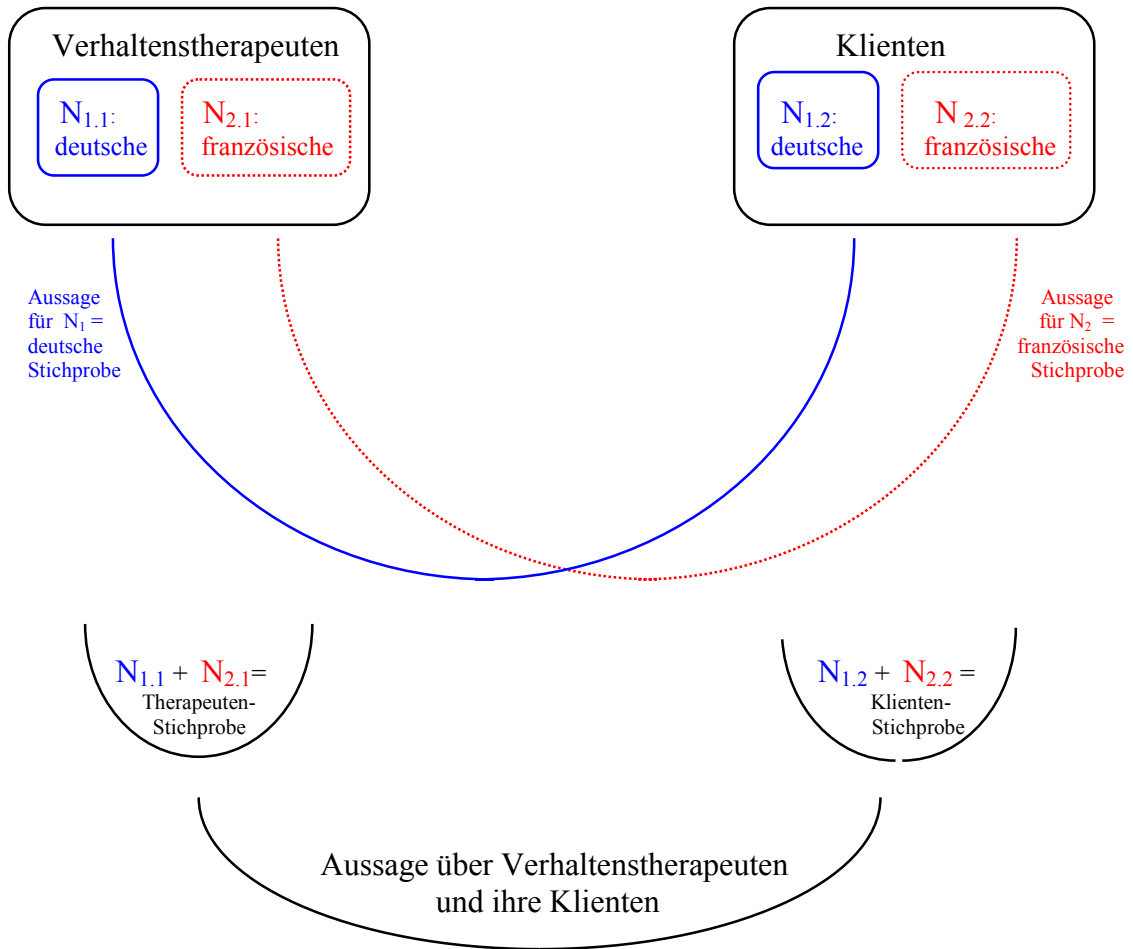 Verhaltenstherapeuten
N1.1:
deutsche
N2.1:
französische
Klienten
N1.2:
deutsche
N 2.2:
französische
Aussage
für N1 =
deutsche
Stichprobe
Aussage
für N2 =
französische
Stichprobe
N1.1 + N2.1=
Therapeuten-
Stichprobe
N1.2 + N2.2 =
Klienten-
Stichprobe
Aussage über Verhaltenstherapeuten
und ihre Klienten